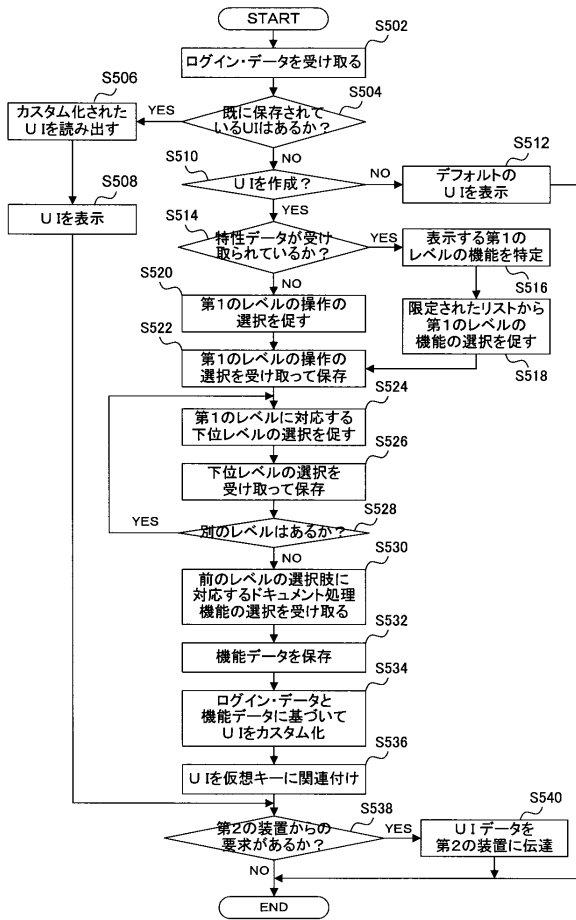 START
S502
ログイン・データを受け取る
S504
既に保存されて
いるUIはあるか?
YES
S506
カスタム化された
UIを読み出す
NO
S508
UIを表示
S510
UIを作成?
NO
S512
デフォルトの
UIを表示
YES
S514
特性データが受け
取られているか?
YES
表示する第1の
レベルの機能を特定
S516
NO
S520
第1のレベルの操作の
選択を促す
限定されたリストから
第1のレベルの
機能の選択を促す
S518
S522
第1のレベルの操作の
選択を受け取って保存
S524
第1のレベルに対応する
下位レベルの選択を促す
S526
下位レベルの選択を
受け取って保存
S528
別のレベルはあるか?
YES
NO
S530
前のレベルの選択肢に
対応するドキュメント処理
機能の選択を受け取る
S532
機能データを保存
S534
ログイン・データと
機能データに基づいて
UIをカスタム化
S536
UIを仮想キーに関連付け
S538
第2の装置からの
要求があるか?
YES
S540
UIデータを
第2の装置に伝達
NO
END